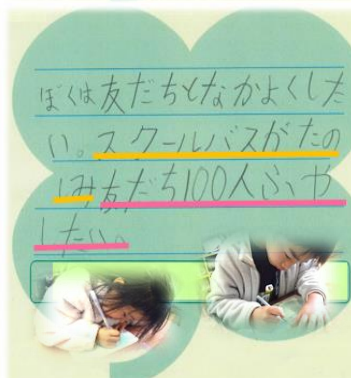 ぼくは友だちとなかよくした
い。スクールバスがたの
しみ友だち100人ふや
したい。